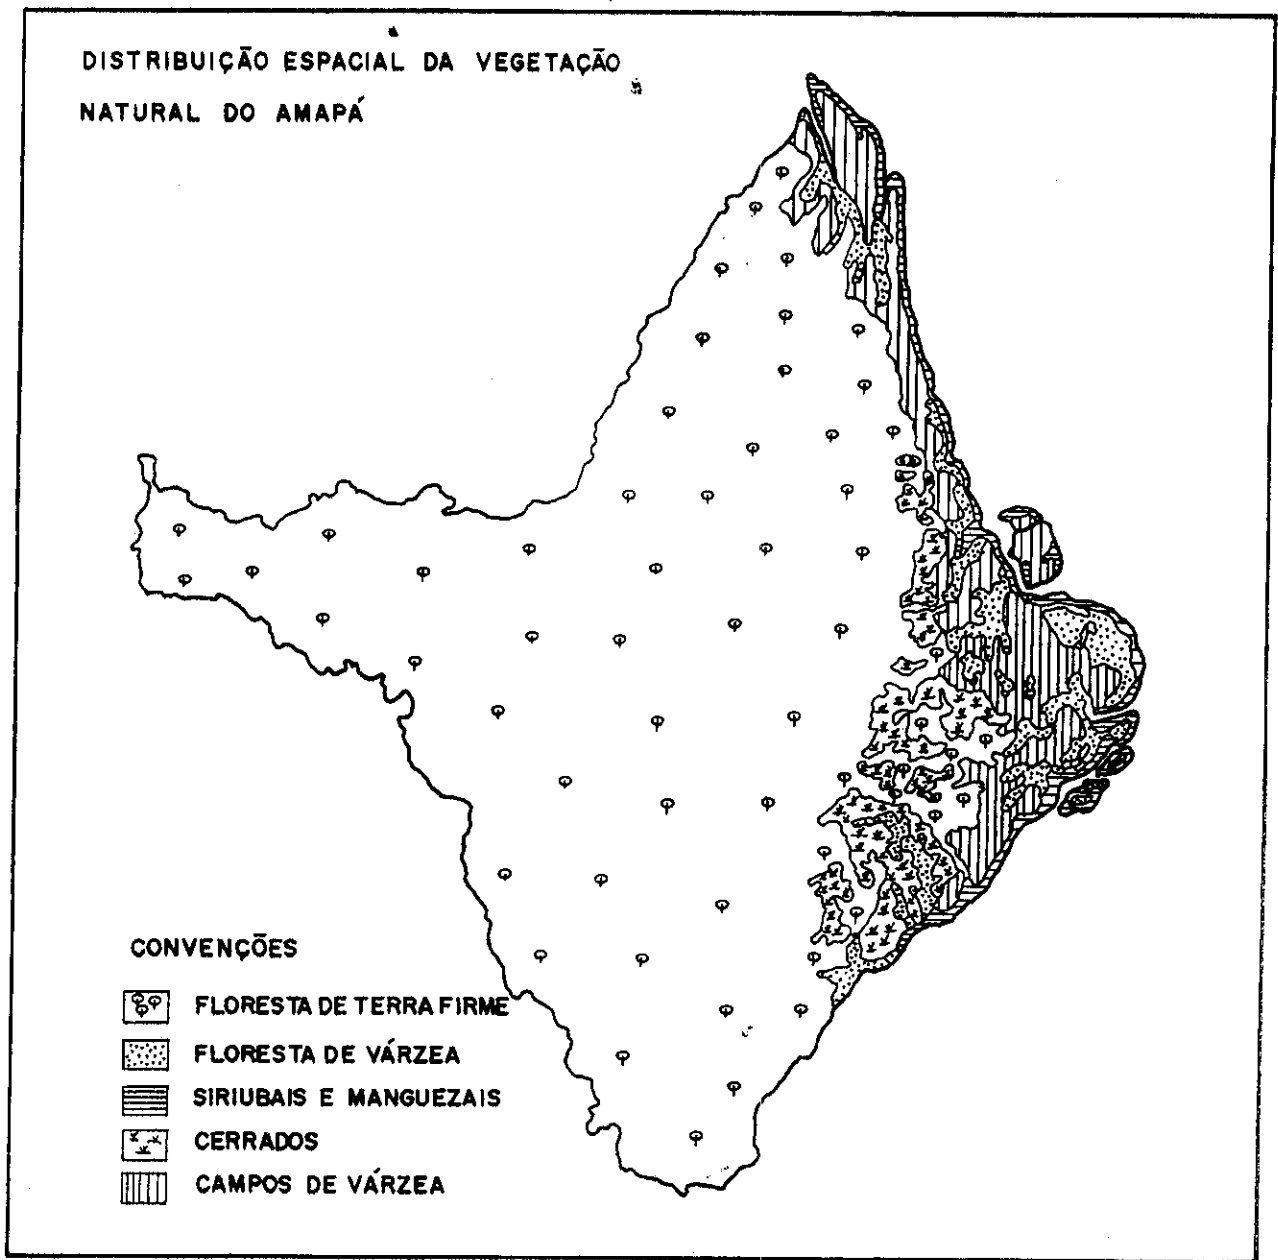 DISTRIBUIÇÃO ESPACIAL DA VEGETAÇÃO
NATURAL DO AMAPÁ
CONVENÇÕES
FLORESTA DE TERRA FIRME
FLORESTA DE VÁRZEA
SIRIUBAIS E MANGUEZAIS
CERRADOS
CAMPOS DE VÁRZEA